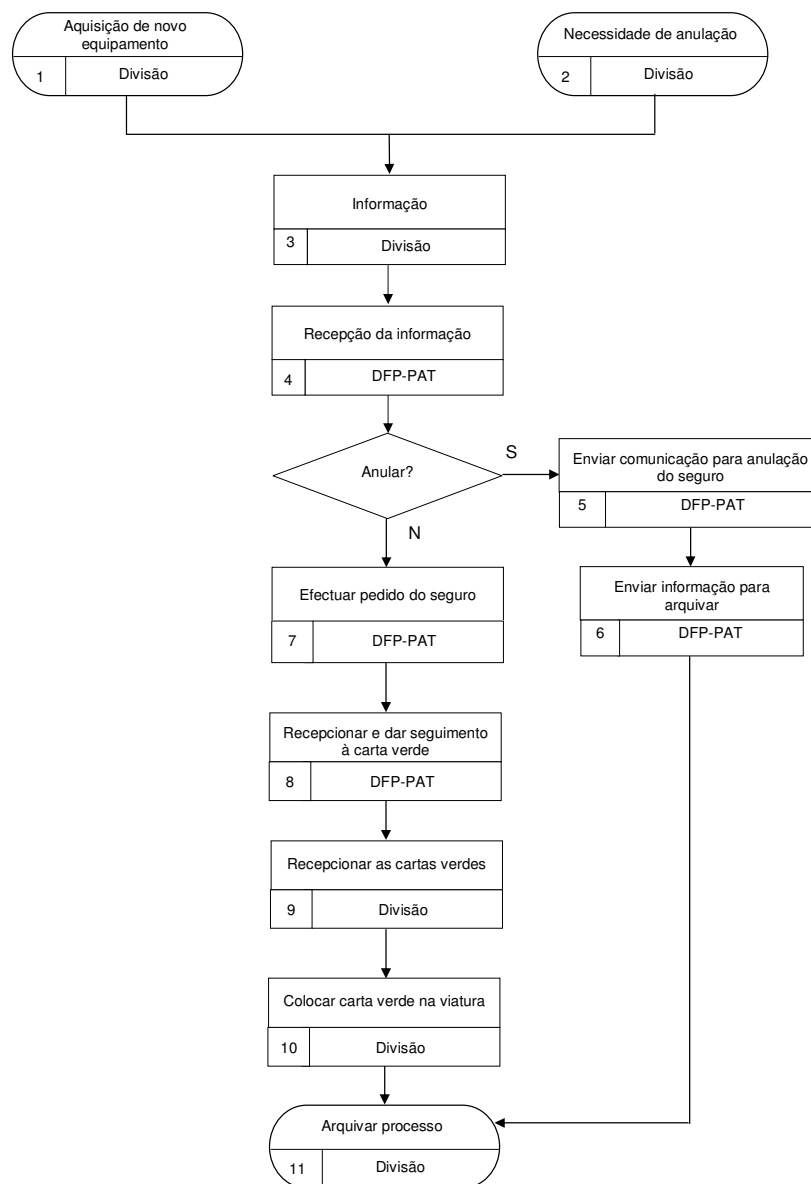 Aquisição de novo
equipamento
1 Divisão
Necessidade de anulação
2 Divisão
Informação
3 Divisão
Recepção da informação
4 DFP-PAT
Anular?
S
N
Enviar comunicação para anulação
do seguro
5 DFP-PAT
Enviar informação para
arquivar
6 DFP-PAT
Efectuar pedido do seguro
7 DFP-PAT
Recepcionar e dar seguimento
à carta verde
8 DFP-PAT
Recepcionar as cartas verdes
9 Divisão
Colocar carta verde na viatura
10 Divisão
Arquivar processo
11 Divisão